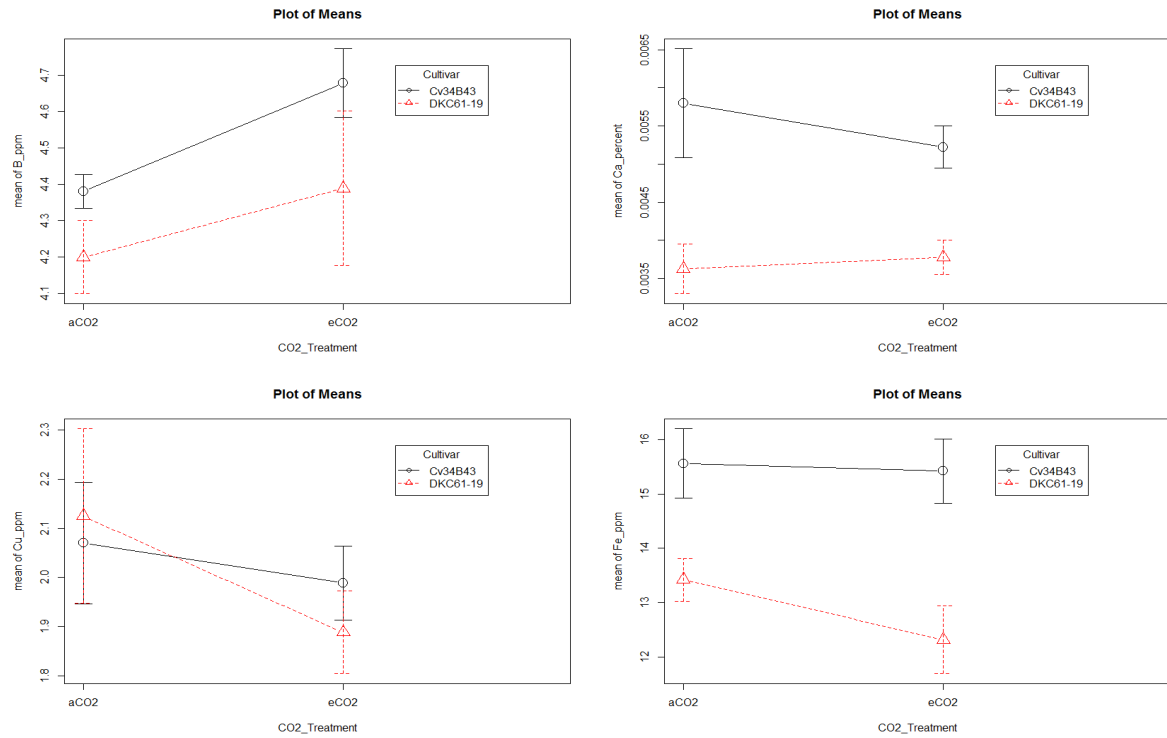 Plot of Means
mean of B_ppm
4.7
4.6
4.5
4.4
4.3
4.2
4.1
Cultivar
Cv34B43
DKC61-19
aCO2
eCO2
CO2_Treatment
Plot of Means
mean of Ca_percent
0.0065
0.0055
0.0045
0.0035
Cultivar
Cv34B43
DKC61-19
aCO2
eCO2
CO2_Treatment
Plot of Means
mean of Cu_ppm
2.3
2.2
2.1
2.0
1.9
1.8
Cultivar
Cv34B43
DKC61-19
aCO2
eCO2
CO2_Treatment
Plot of Means
mean of Fe_ppm
16
15
14
13
12
Cultivar
Cv34B43
DKC61-19
aCO2
eCO2
CO2_Treatment